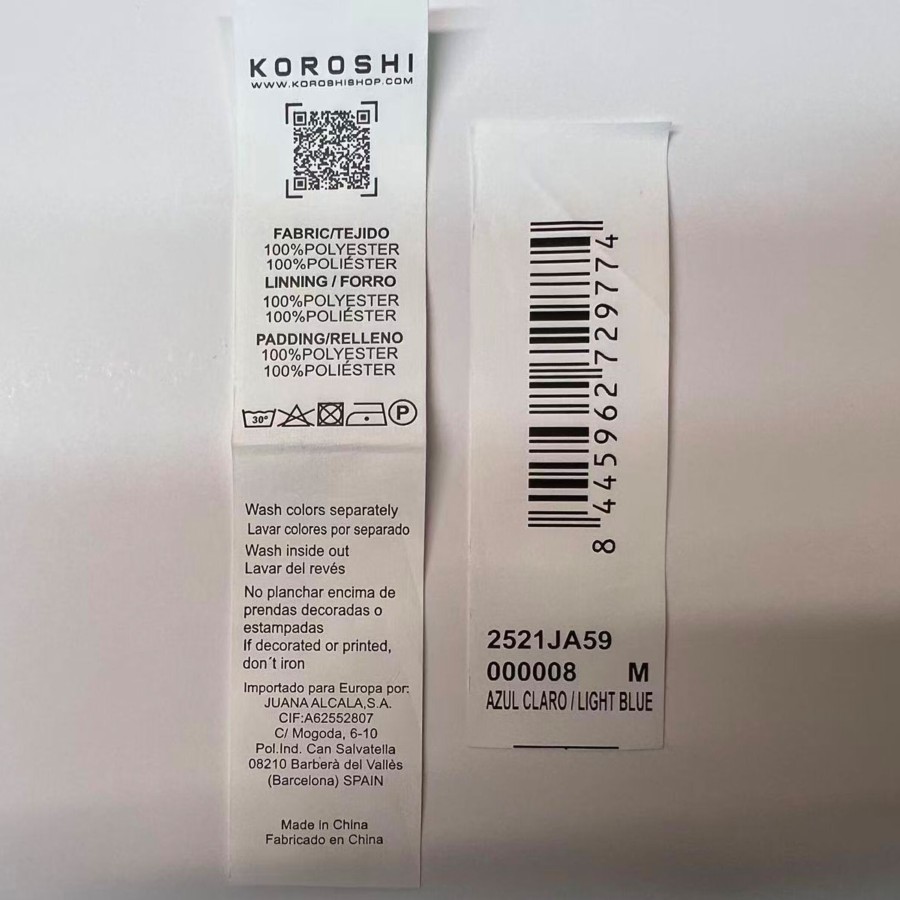 KOROSHI
WWW.KOROSHISHOP.COM
FABRIC/TEJIDO
100%POLYESTER
100%POLIÉSTER
LINNING / FORRO
100%POLYESTER
100%POLIÉSTER
PADDING/RELLENO
100%POLYESTER
100%POLIÉSTER
30º
P
Wash colors separately
Lavar colores por separado
Wash inside out
Lavar del revés
No planchar encima de
prendas decoradas o
estampadas
If decorated or printed,
don´t iron
Importado para Europa por:
JUANA ALCALA,S.A.
CIF:A62552807
C/ Mogoda, 6-10
Pol.Ind. Can Salvatella
08210 Barberà del Vallès
(Barcelona) SPAIN
Made in China
Fabricado en China
8 445962 729774
2521JA59
000008 M
AZUL CLARO / LIGHT BLUE